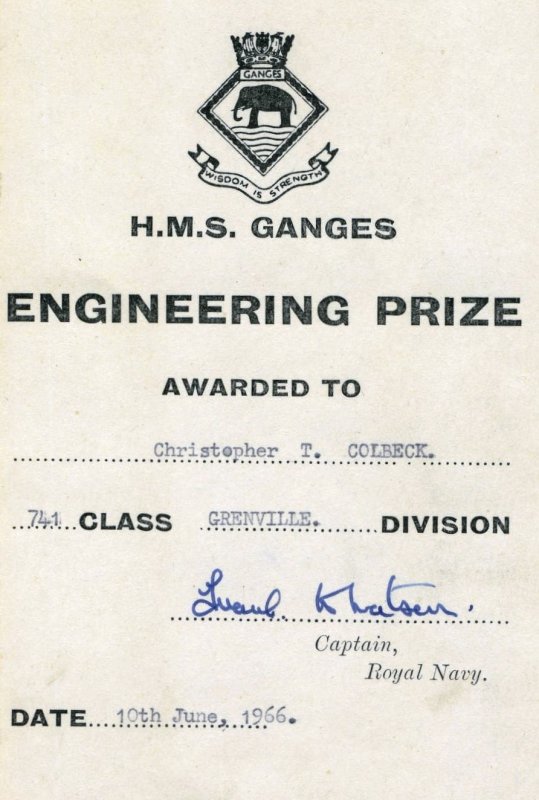 GANGES
WISDOM IS STRENGTH
H.M.S. GANGES
ENGINEERING PRIZE
AWARDED TO
Christopher T. COLBECK.
741 CLASS GRENVILLE. DIVISION
Captain,
Royal Navy.
DATE 10th June, 1966.